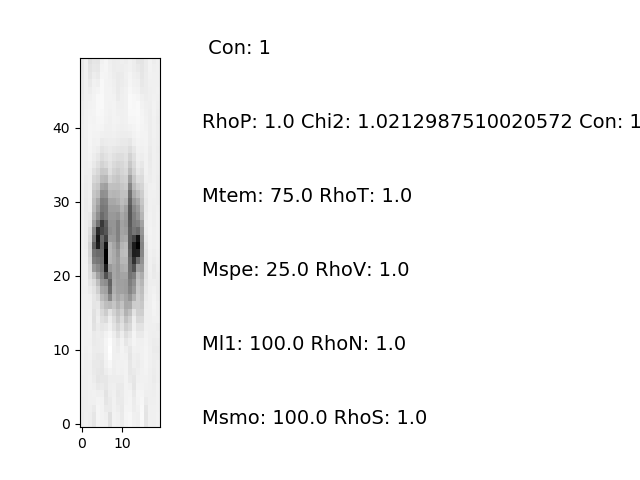 Con: 1
RhoP: 1.0 Chi2: 1.0212987510020572 Con: 1
Mtem: 75.0 RhoT: 1.0
Mspe: 25.0 RhoV: 1.0
Ml1: 100.0 RhoN: 1.0
Msmo: 100.0 RhoS: 1.0
40
30
20
10
0
0 10